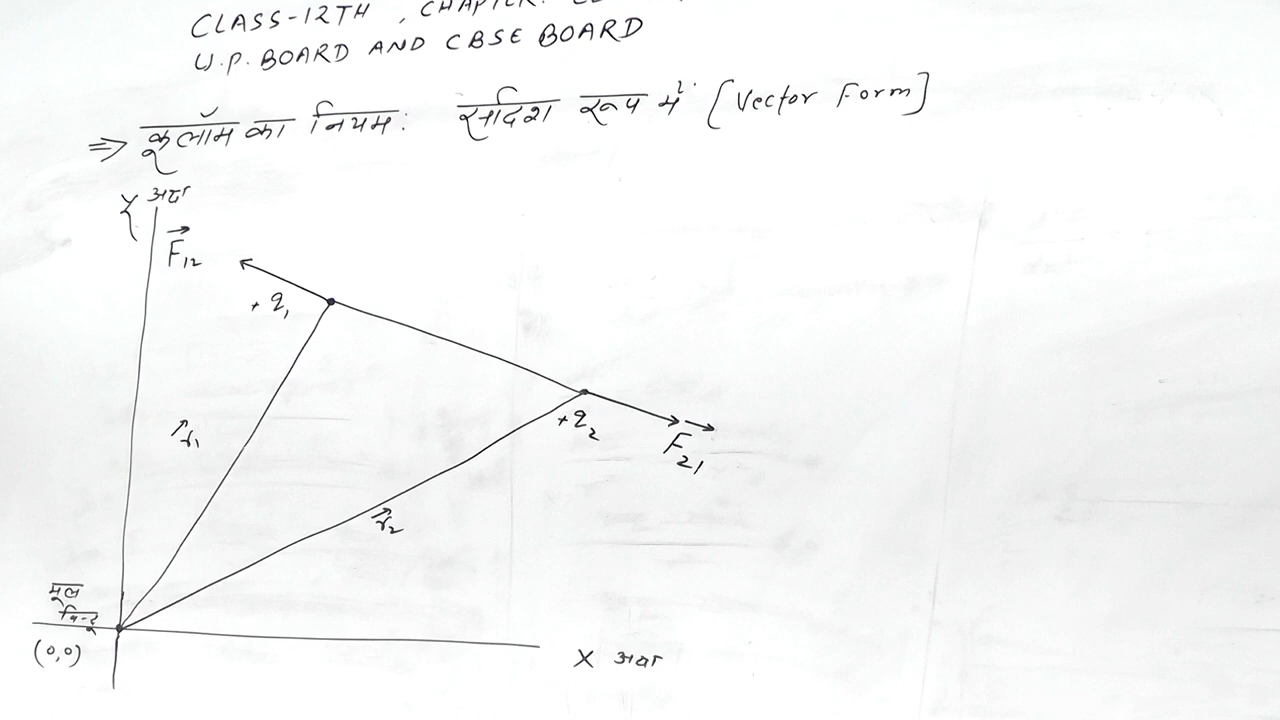 CLASS-12TH, CHAPTER:
U.P. BOARD AND CBSE BOARD
⇒ कूलॉम का नियम: सदिश रूप में [Vector Form]
Y अक्ष
F₁₂
+q₁
r₁
+q₂
F₂₁
r₂
मूल
बिन्दु
(0,0)
X अक्ष